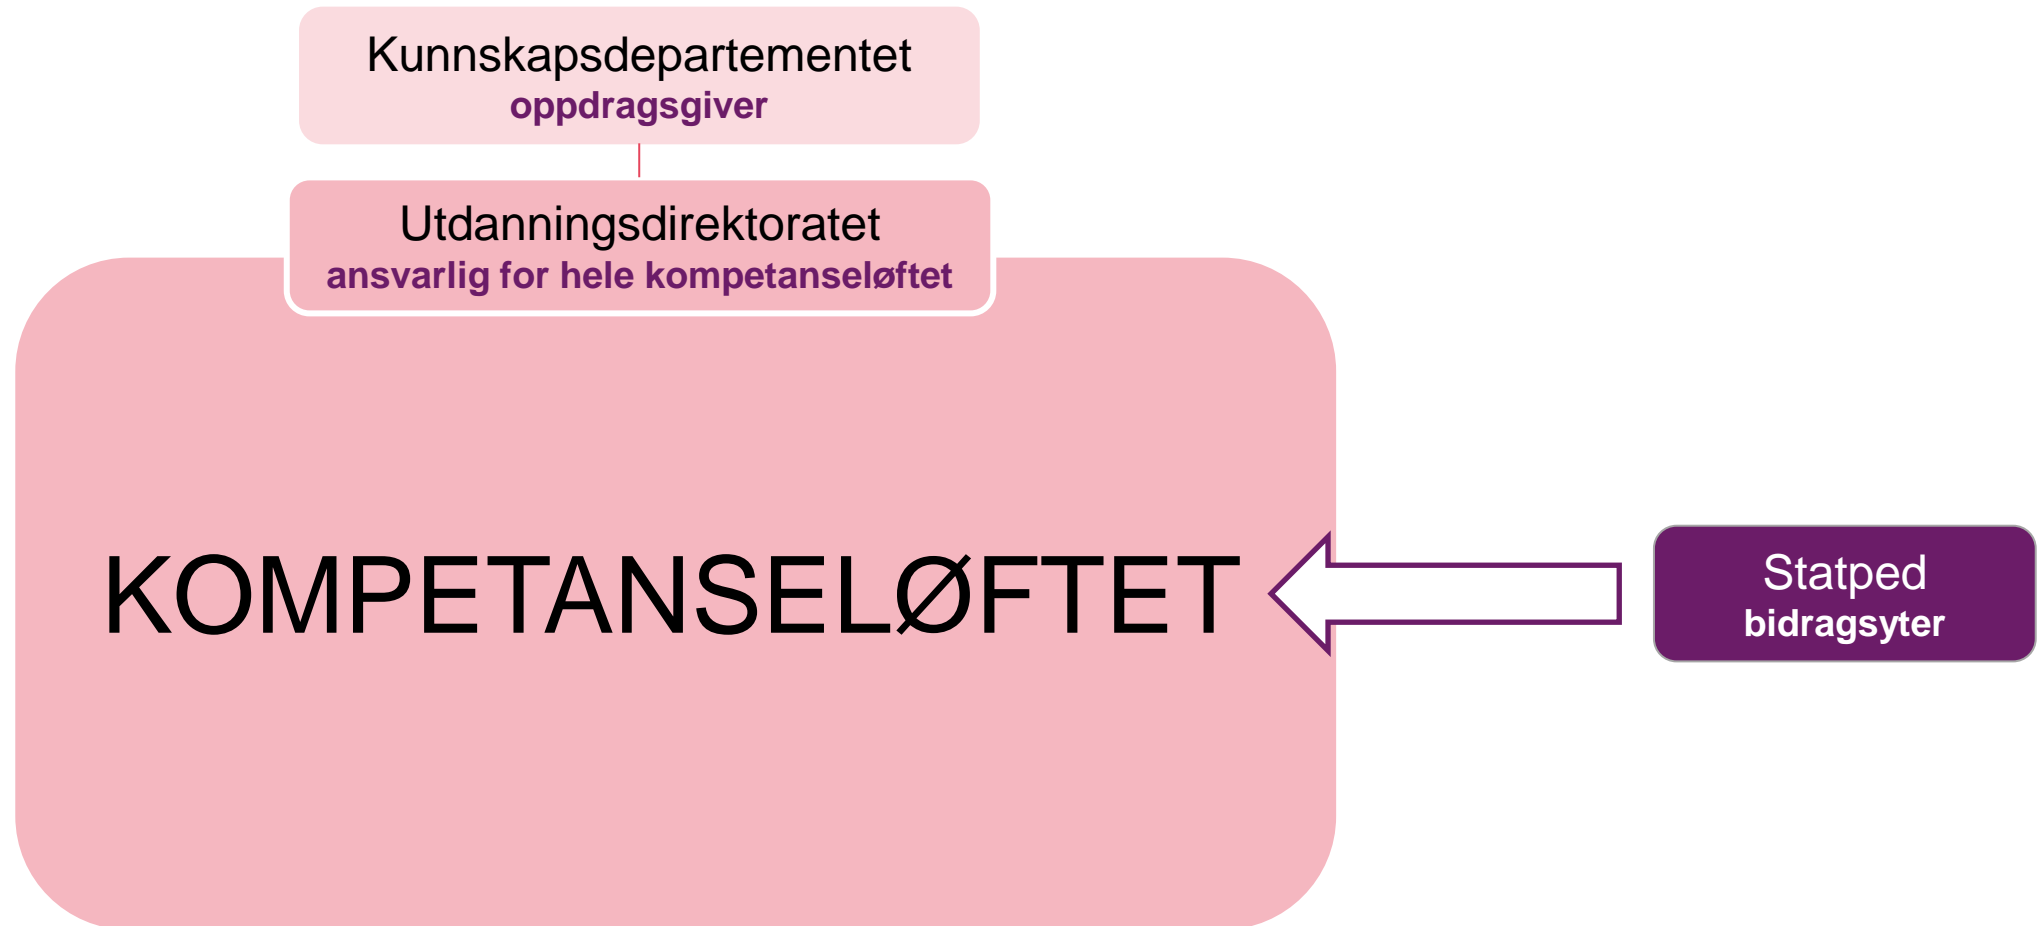 Kunnskapsdepartementet
oppdragsgiver
Utdanningsdirektoratet
ansvarlig for hele kompetanseløftet
KOMPETANSELØFTET
Statped
bidragsyter